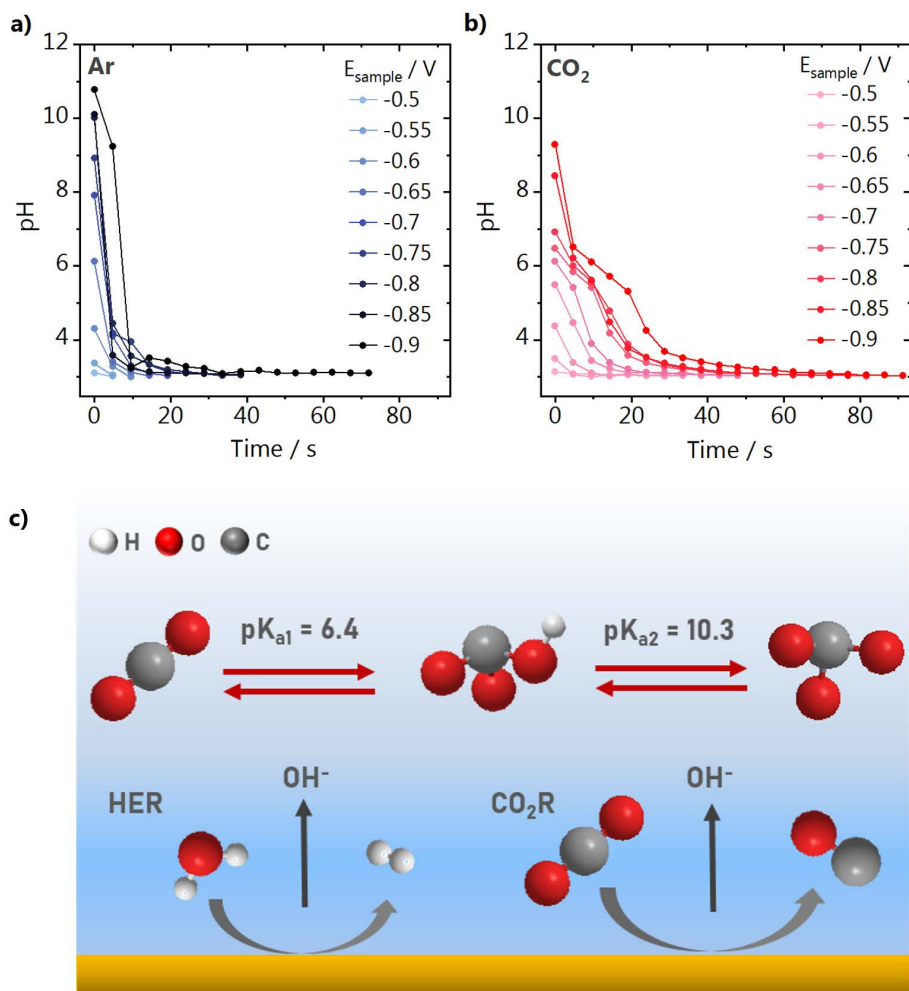 a)
Ar
E_sample / V
-0.5
-0.55
-0.6
-0.65
-0.7
-0.75
-0.8
-0.85
-0.9
12
10
8
6
4
pH
0 20 40 60 80
Time / s
b)
CO₂
E_sample / V
-0.5
-0.55
-0.6
-0.65
-0.7
-0.75
-0.8
-0.85
-0.9
12
10
8
6
4
pH
0 20 40 60 80
Time / s
c)
H O C
pKₐ₁ = 6.4 pKₐ₂ = 10.3
OH⁻ OH⁻
HER CO₂R